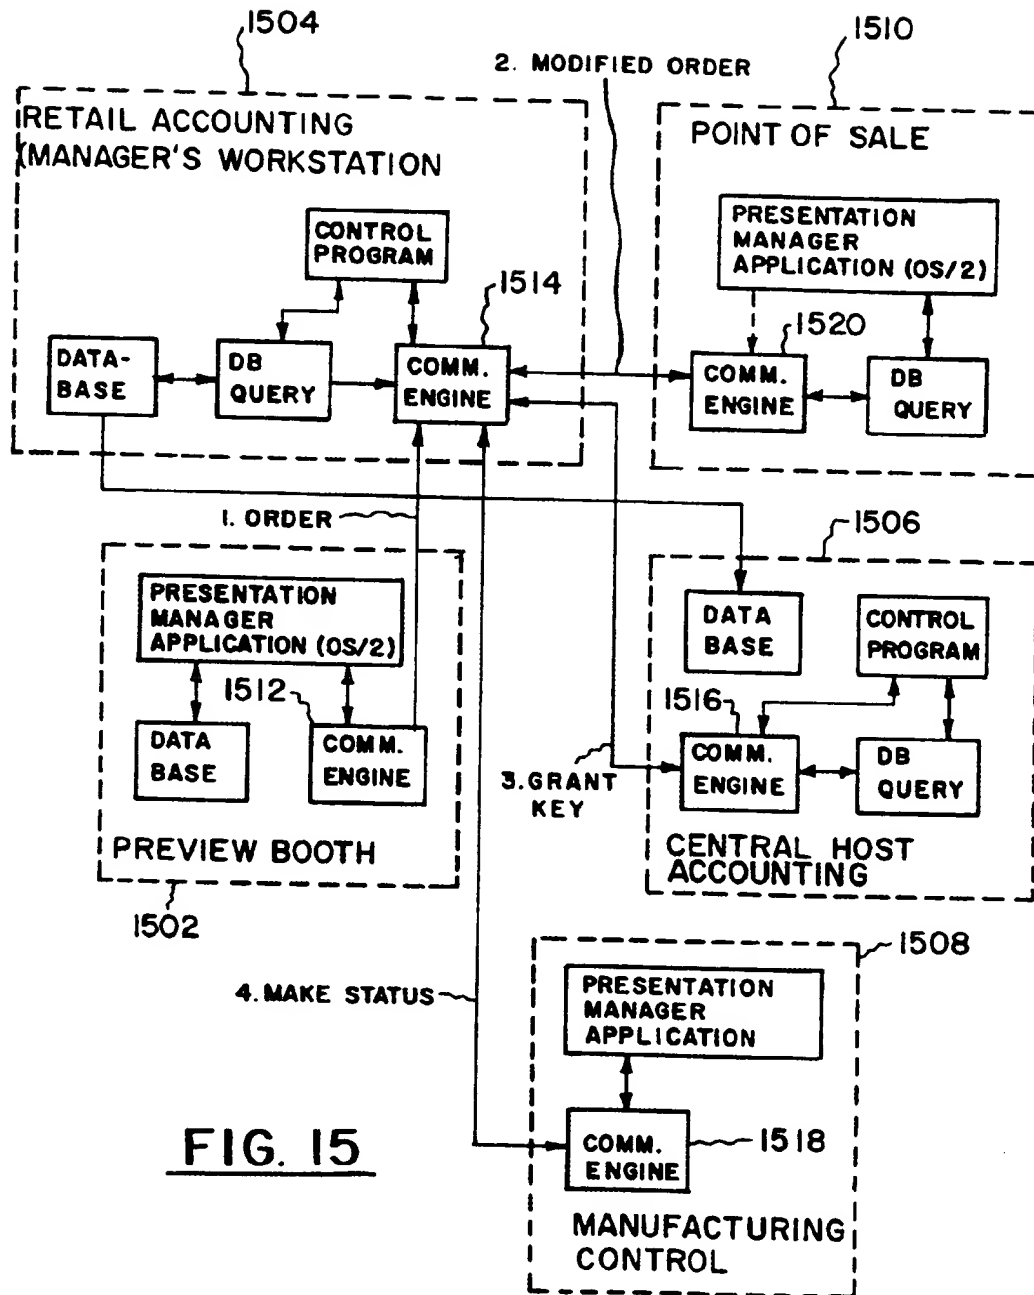 1504
1510
2. MODIFIED ORDER
RETAIL ACCOUNTING
(MANAGER'S WORKSTATION
POINT OF SALE
CONTROL
PROGRAM
1514
DATA-
BASE
DB
QUERY
COMM.
ENGINE
PRESENTATION
MANAGER
APPLICATION (OS/2)
1520
COMM.
ENGINE
DB
QUERY
1. ORDER
1506
PRESENTATION
MANAGER
APPLICATION (OS/2)
1512
DATA
BASE
COMM.
ENGINE
PREVIEW BOOTH
1502
DATA
BASE
CONTROL
PROGRAM
1516
COMM.
ENGINE
DB
QUERY
3. GRANT
KEY
CENTRAL HOST
ACCOUNTING
1508
4. MAKE STATUS
PRESENTATION
MANAGER
APPLICATION
COMM.
ENGINE
1518
MANUFACTURING
CONTROL
FIG. 15